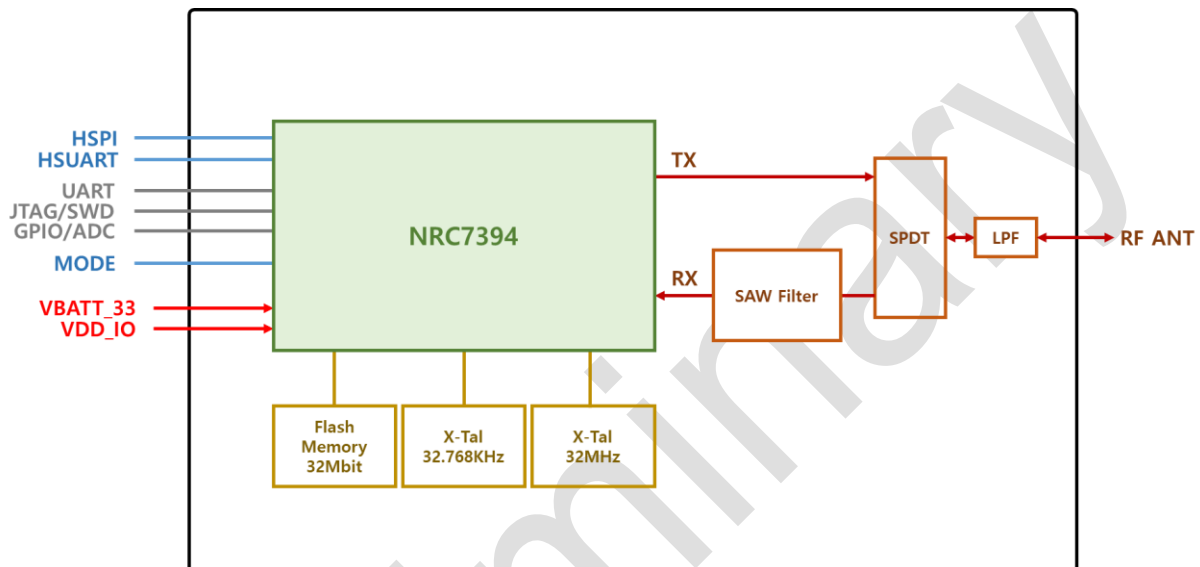 HSPI
HSUART
UART
JTAG/SWD
GPIO/ADC
MODE
VBATT_33
VDD_IO
NRC7394
TX
RX
SAW Filter
SPDT
LPF
RF ANT
Flash
Memory
32Mbit
X-Tal
32.768KHz
X-Tal
32MHz
minary